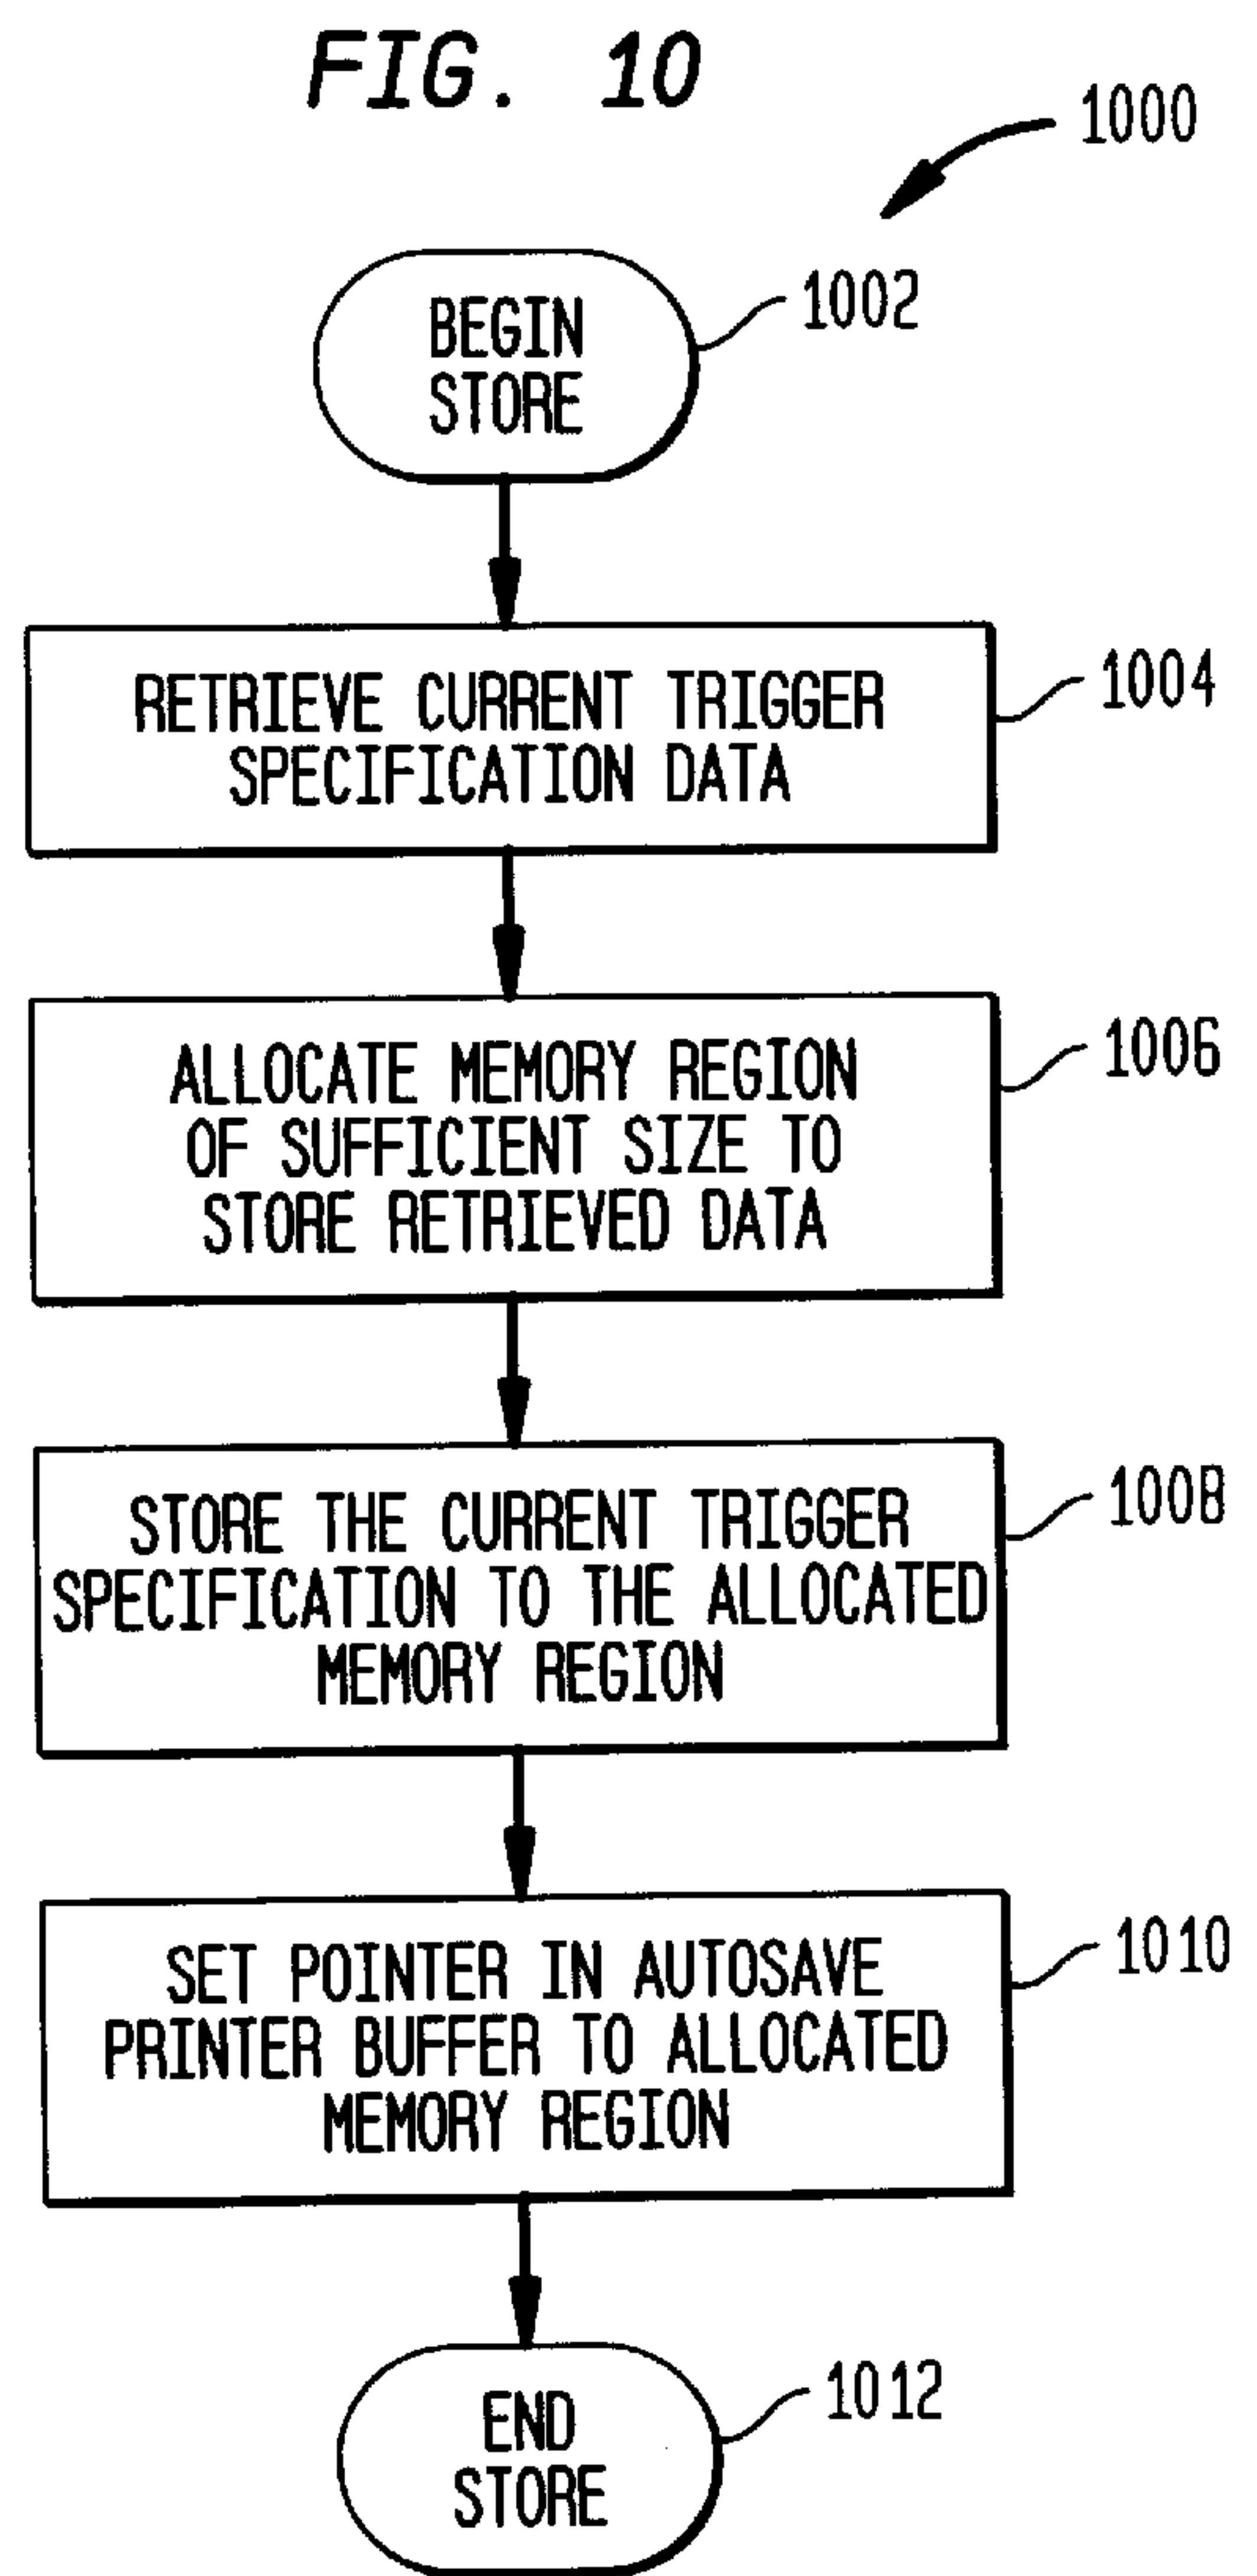 FIG. 10
1000
BEGIN
STORE
1002
RETRIEVE CURRENT TRIGGER
SPECIFICATION DATA
1004
ALLOCATE MEMORY REGION
OF SUFFICIENT SIZE TO
STORE RETRIEVED DATA
1006
STORE THE CURRENT TRIGGER
SPECIFICATION TO THE ALLOCATED
MEMORY REGION
1008
SET POINTER IN AUTOSAVE
PRINTER BUFFER TO ALLOCATED
MEMORY REGION
1010
END
STORE
1012